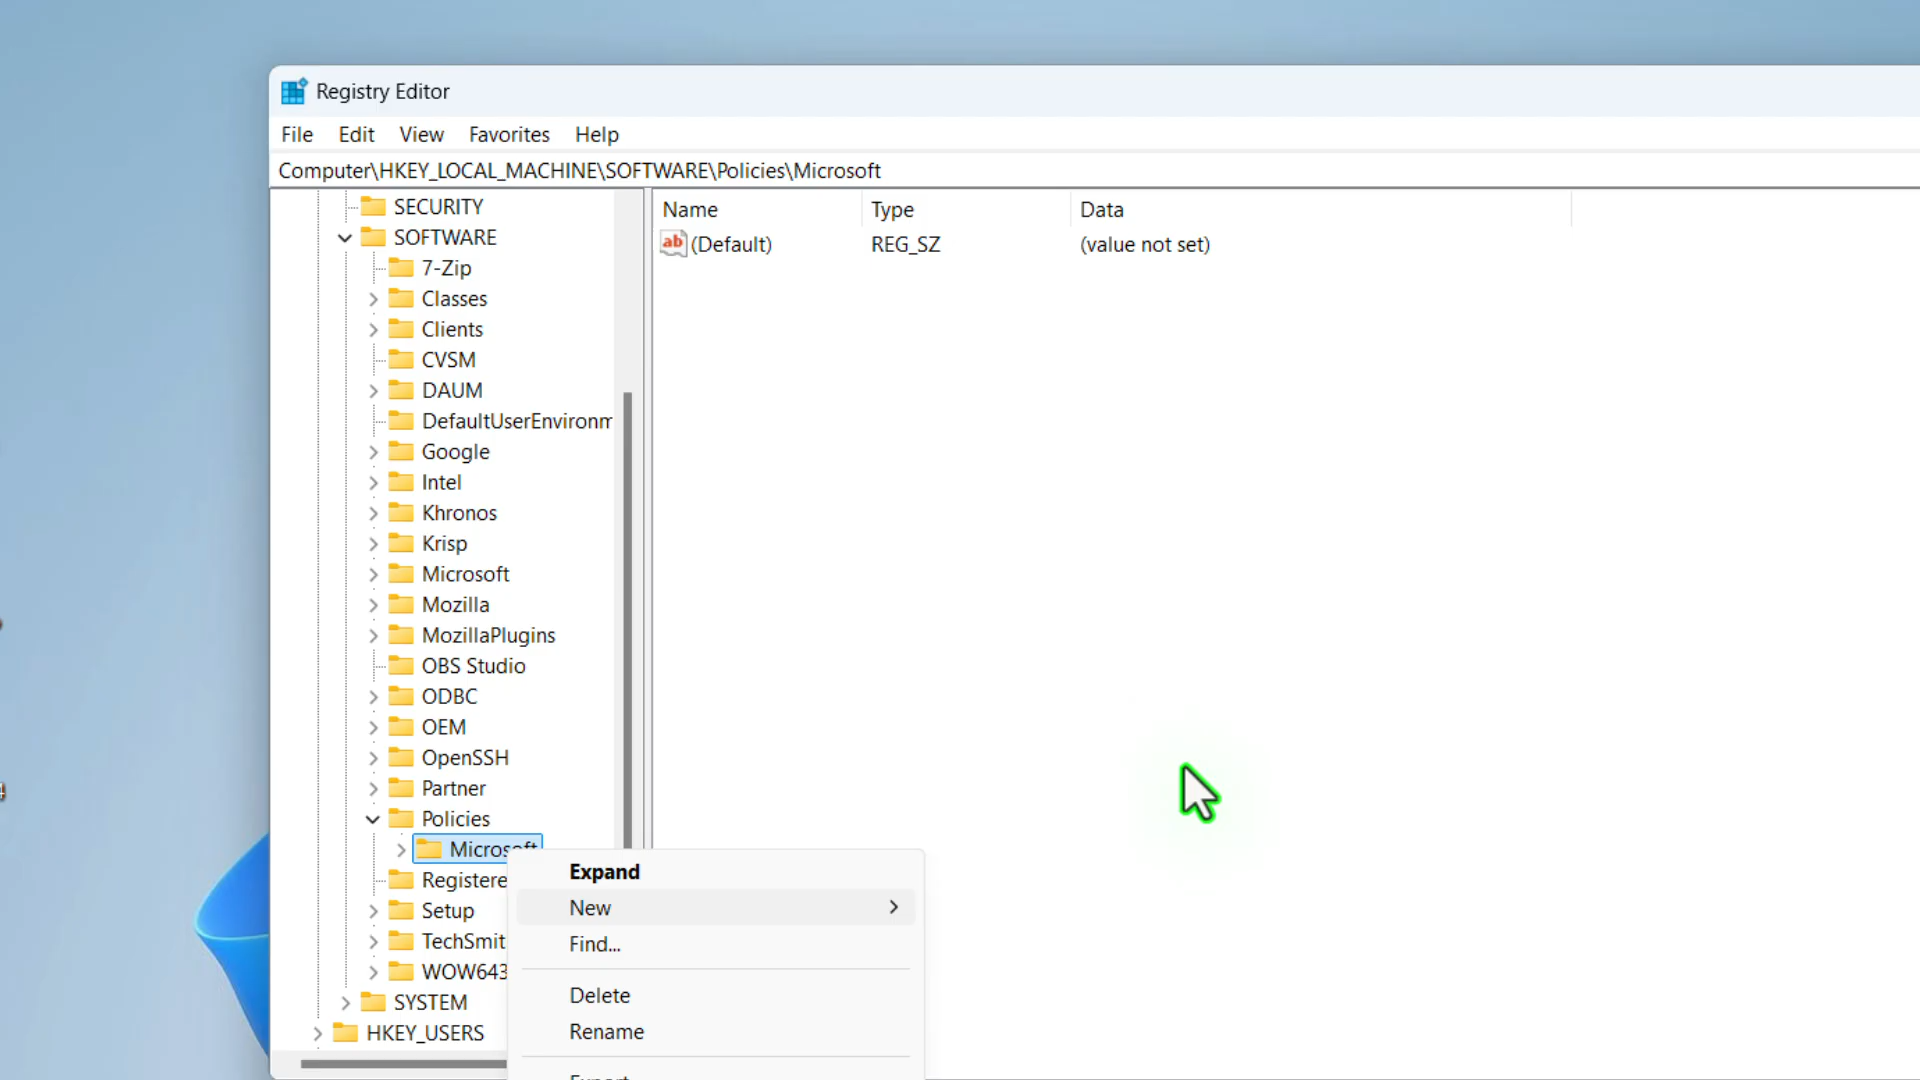 Registry Editor
File Edit View Favorites Help
Computer\HKEY_LOCAL_MACHINE\SOFTWARE\Policies\Microsoft
Name Type Data
(Default) REG_SZ (value not set)
SECURITY
SOFTWARE
7-Zip
Classes
Clients
CVSM
DAUM
DefaultUserEnvironm
Google
Intel
Khronos
Krisp
Microsoft
Mozilla
MozillaPlugins
OBS Studio
ODBC
OEM
OpenSSH
Partner
Policies
Microsoft
Registere
Setup
TechSmit
WOW643
SYSTEM
HKEY_USERS
Expand
New
Find...
Delete
Rename